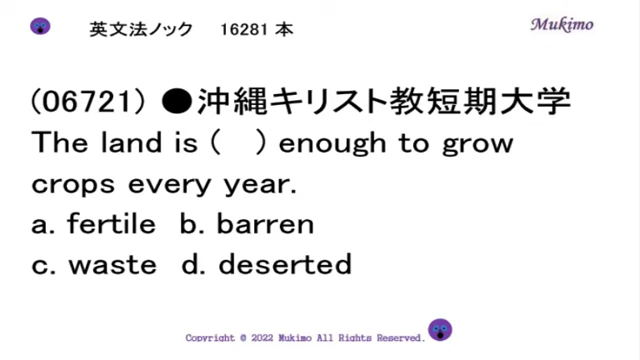 英文法ノック 16281 本
Mukimo
(06721) ●沖縄キリスト教短期大学
The land is (　) enough to grow
crops every year.
a. fertile b. barren
c. waste d. deserted
Copyright @ 2022 Mukimo All Rights Reserved.